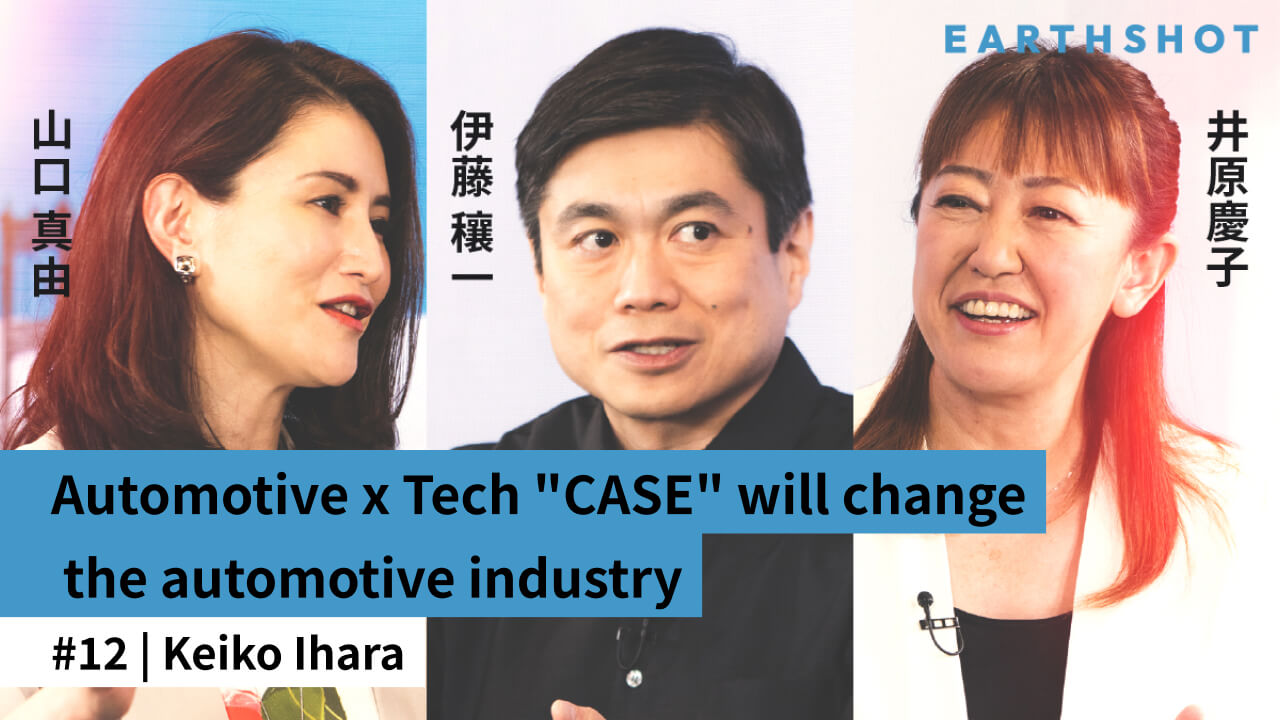 EARTHSHOT
山口 真由
伊藤 穰一
井原慶子
Automotive x Tech "CASE" will change
the automotive industry
#12 | Keiko Ihara